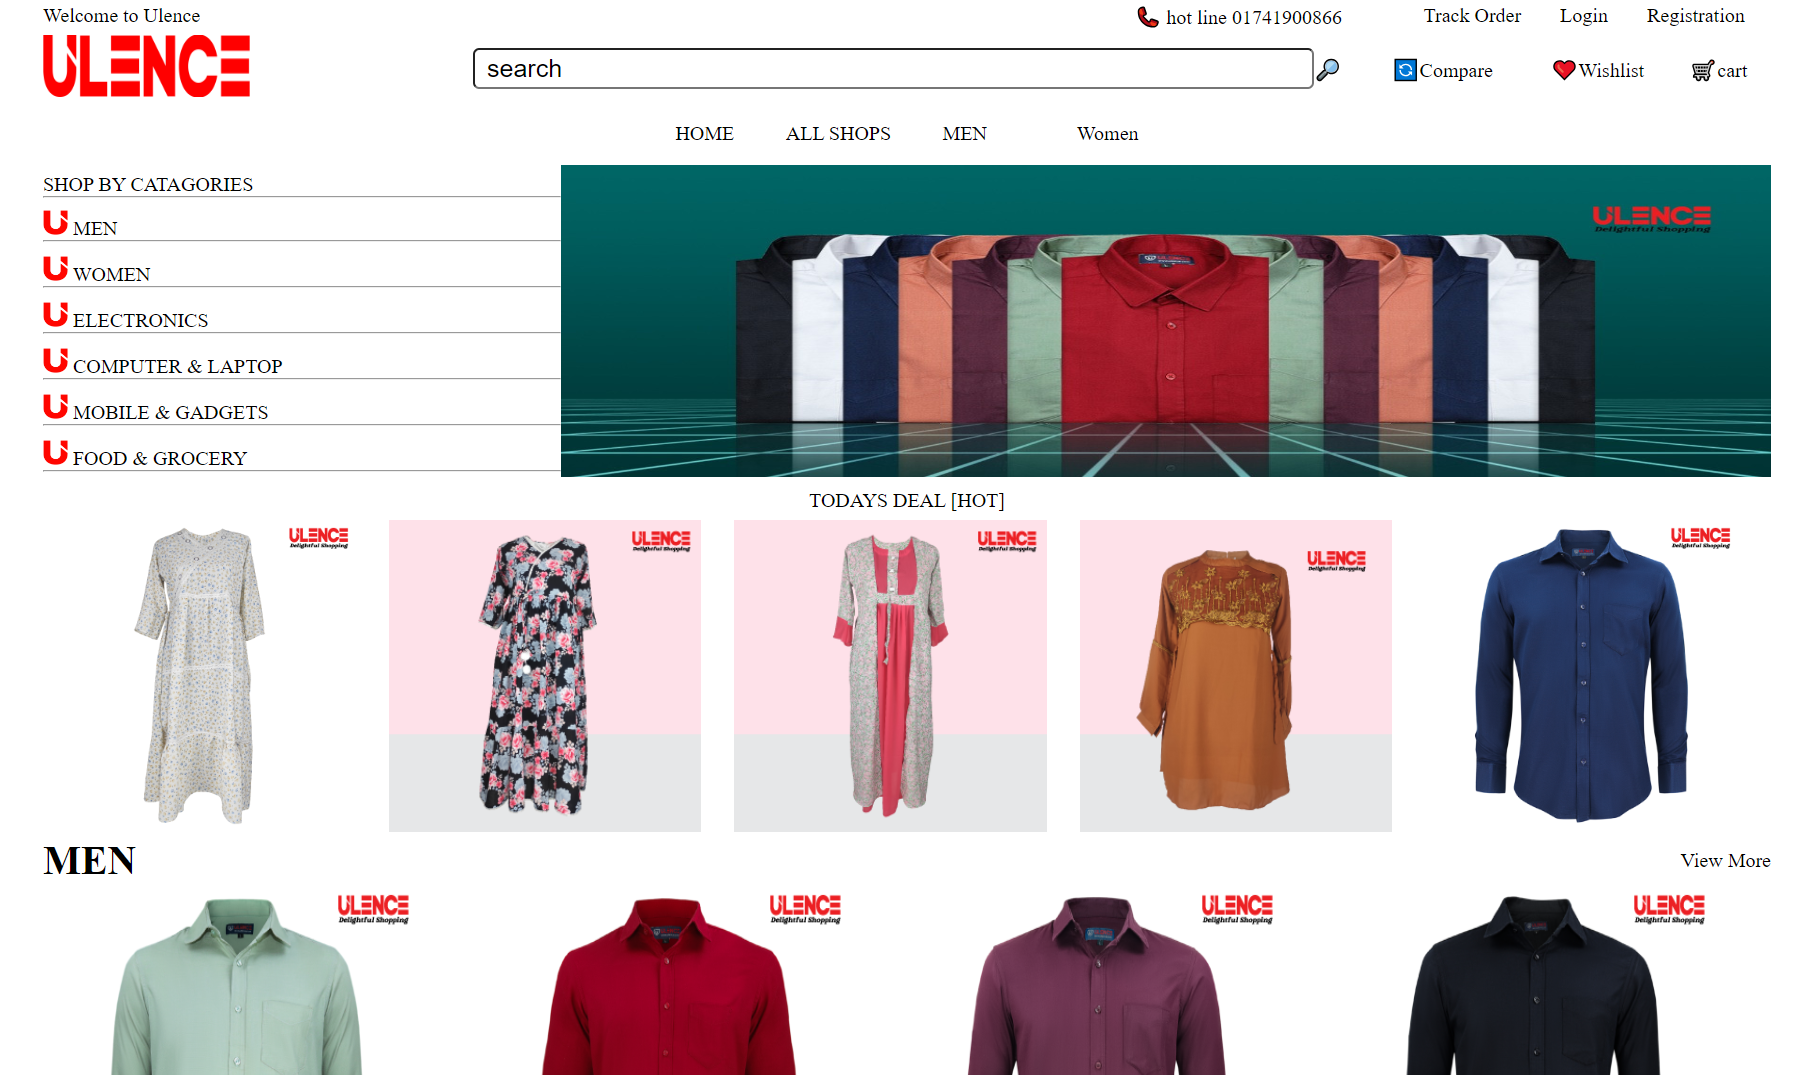 Welcome to Ulence
hot line 01741900866
Track Order
Login
Registration
ULENCE
search
Compare
Wishlist
cart
HOME
ALL SHOPS
MEN
Women
SHOP BY CATAGORIES
MEN
WOMEN
ELECTRONICS
COMPUTER & LAPTOP
MOBILE & GADGETS
FOOD & GROCERY
ULENCE
Delightful Shopping
TODAYS DEAL [HOT]
ULENCE
Delightful Shopping
ULENCE
Delightful Shopping
ULENCE
Delightful Shopping
ULENCE
Delightful Shopping
ULENCE
Delightful Shopping
MEN
View More
ULENCE
Delightful Shopping
ULENCE
Delightful Shopping
ULENCE
Delightful Shopping
ULENCE
Delightful Shopping